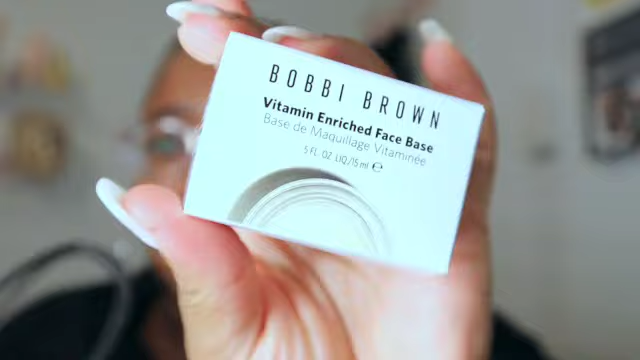 BOBBI BROWN
Vitamin Enriched Face Base
Base de Maquillage Vitaminée
.5 FL.OZ LIQ/15 ml ℮